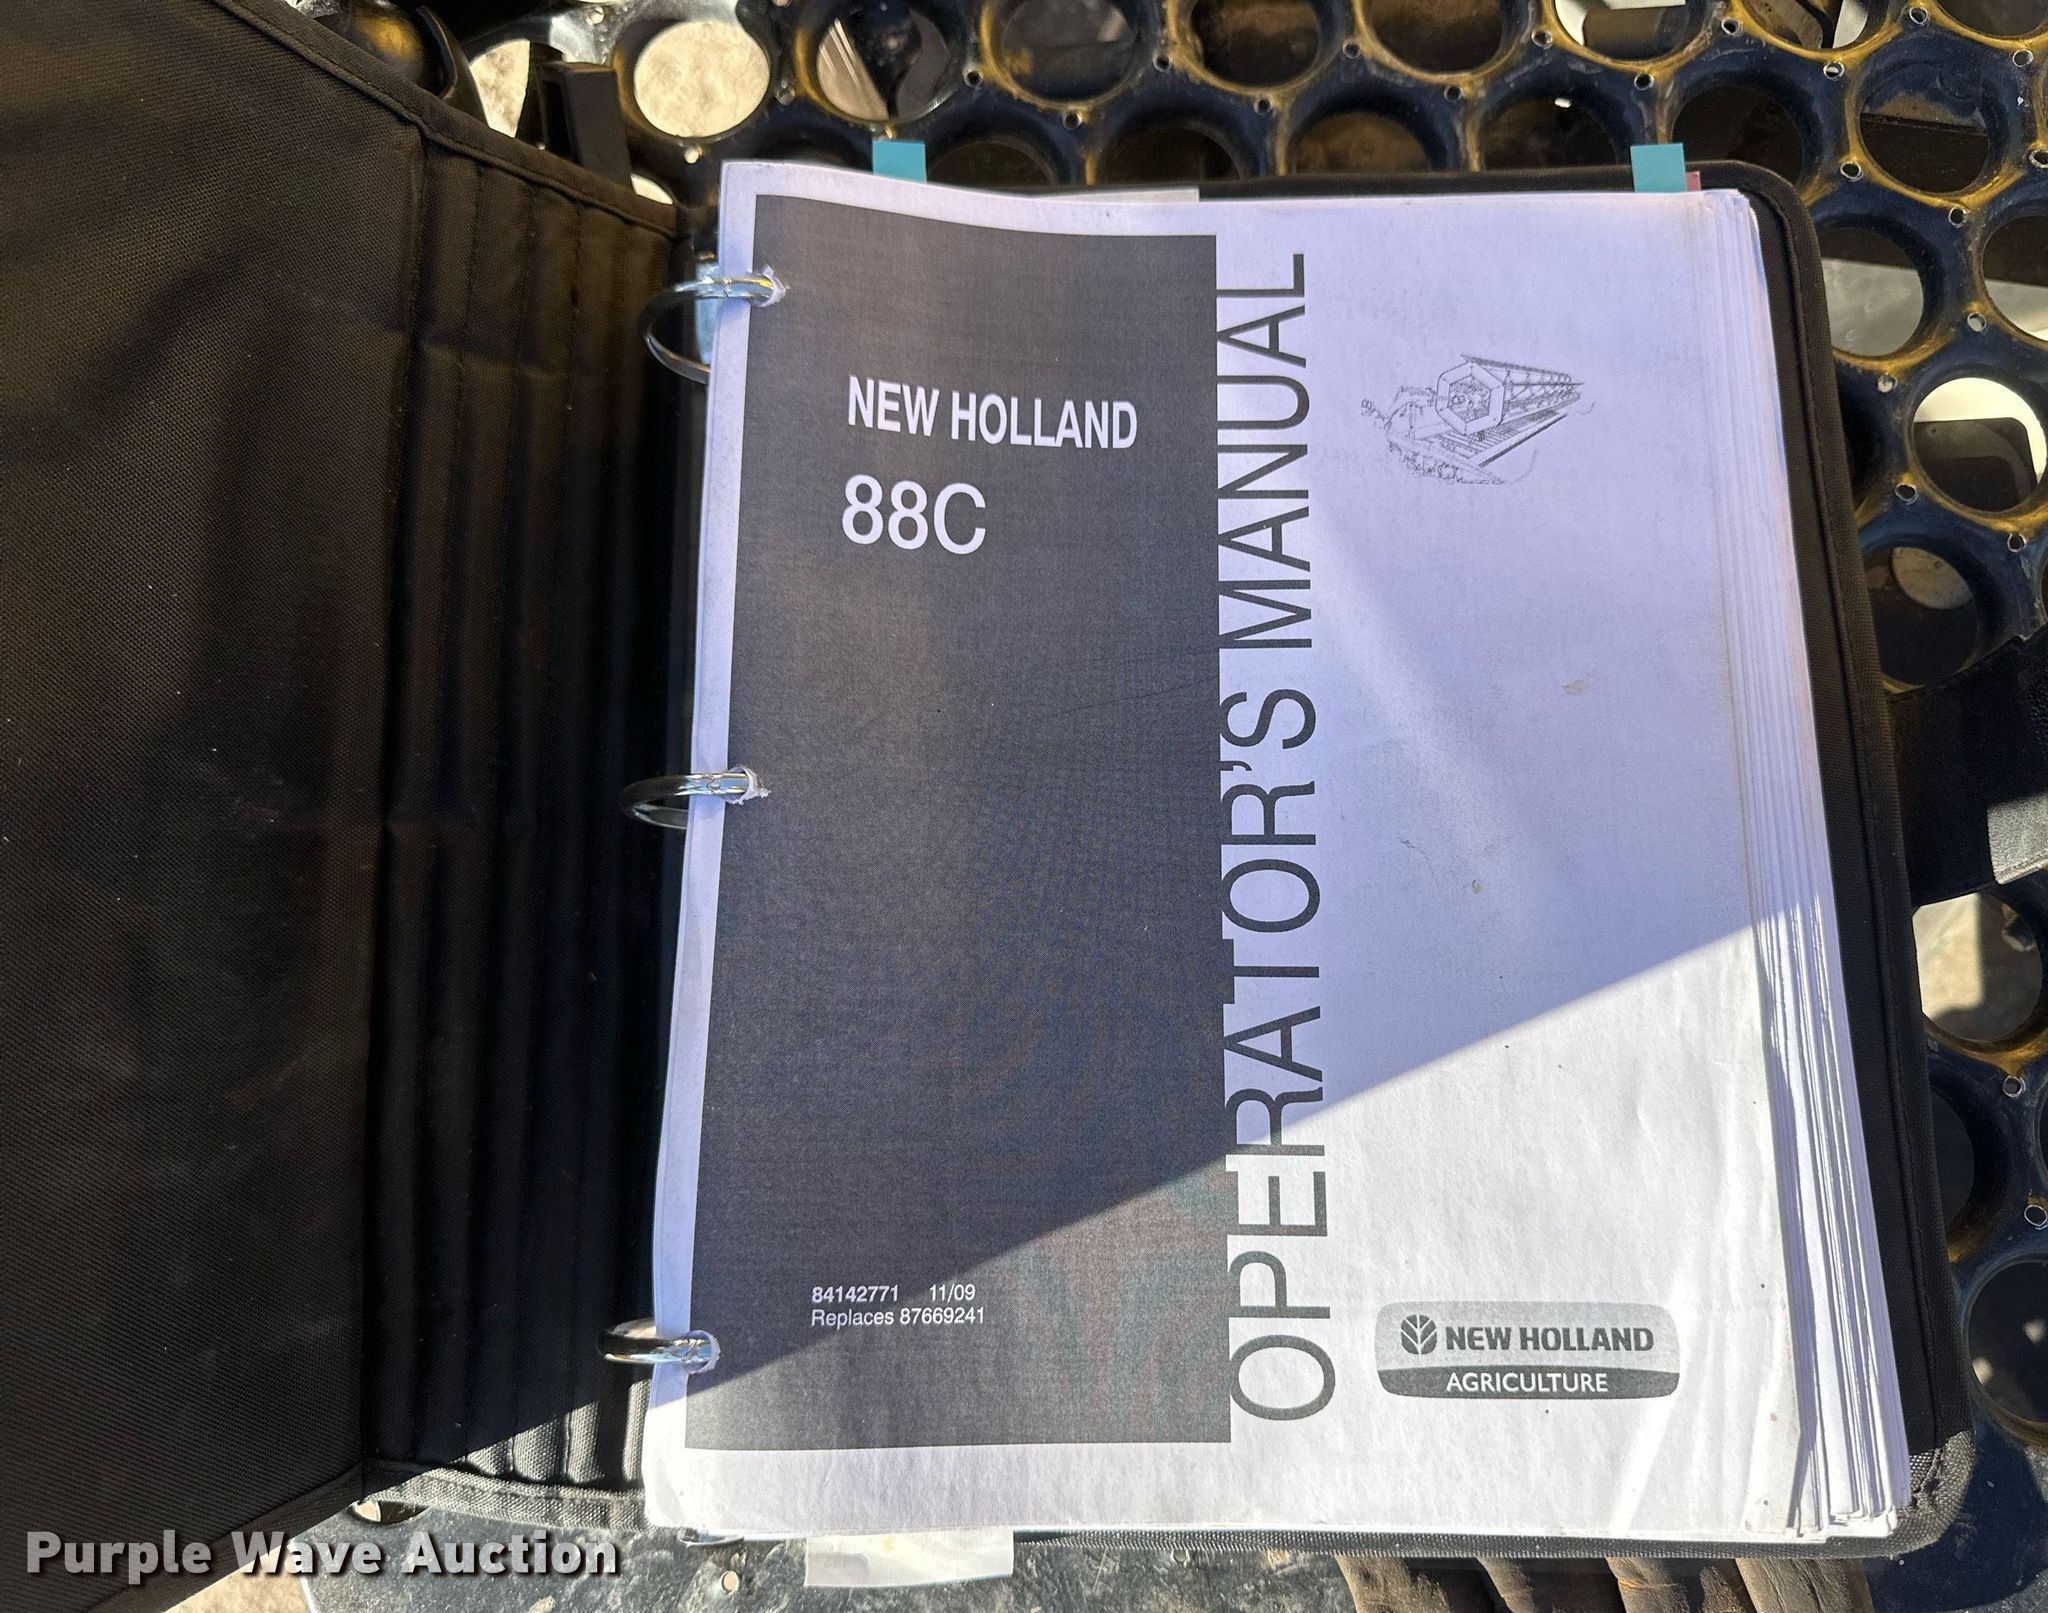 NEW HOLLAND
88C
OPERATOR'S MANUAL
84142771 11/09
Replaces 87669241
NEW HOLLAND
AGRICULTURE
Purple Wave Auction